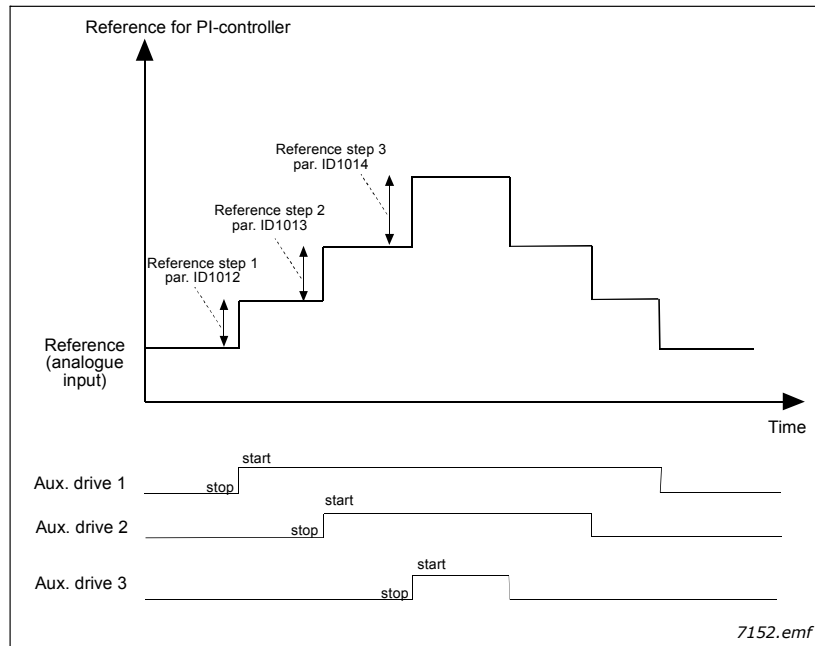 Reference for PI-controller
Reference step 3
par. ID1014
Reference step 2
par. ID1013
Reference step 1
par. ID1012
Reference
(analogue
input)
Time
start
Aux. drive 1
stop
start
Aux. drive 2
stop
start
Aux. drive 3
stop
7152.emf